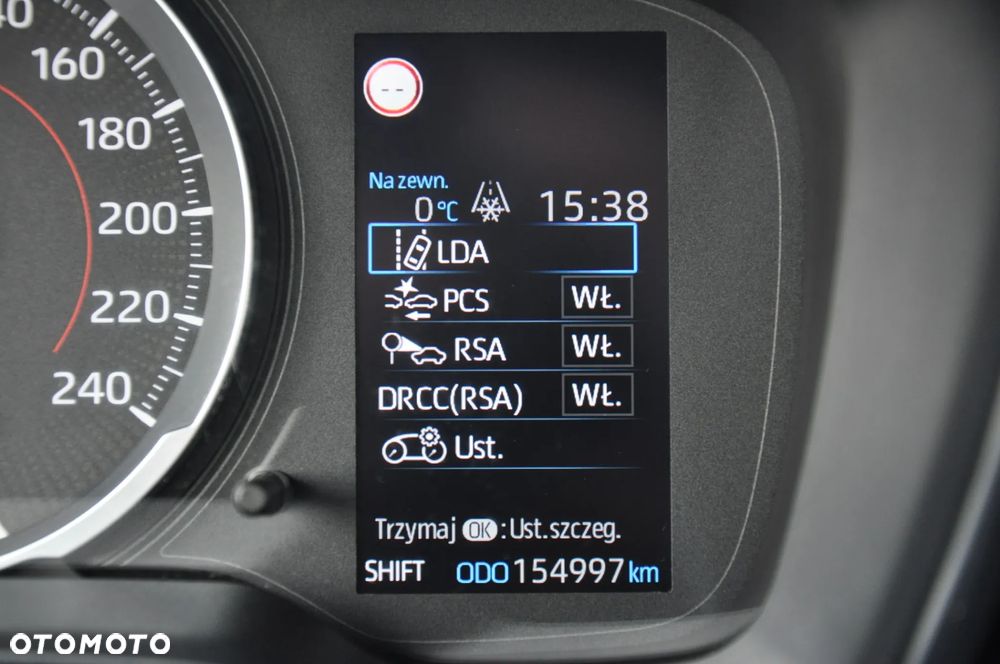 160
180
200
220
240
--
Na zewn.
0°C 15:38
LDA
PCS WŁ.
RSA WŁ.
DRCC(RSA) WŁ.
Ust.
Trzymaj OK : Ust.szczeg.
SHIFT ODO 154997 km
OTOMOTO